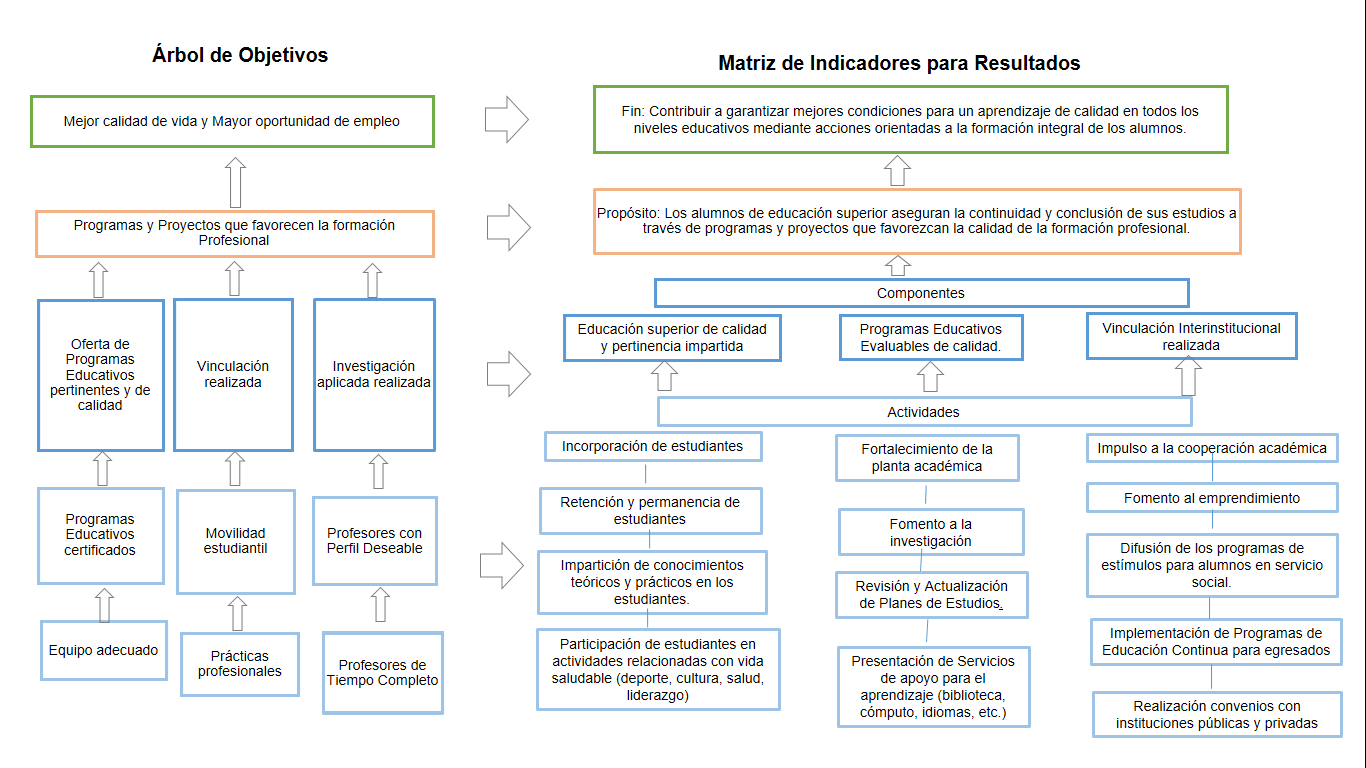 Árbol de Objetivos
Mejor calidad de vida y Mayor oportunidad de empleo
Programas y Proyectos que favorecen la formación
Profesional
Oferta de
Programas
Educativos
pertinentes y de
calidad
Vinculación
realizada
Investigación
aplicada realizada
Programas
Educativos
certificados
Movilidad
estudiantil
Profesores con
Perfil Deseable
Equipo adecuado
Prácticas
profesionales
Profesores de
Tiempo Completo
Matriz de Indicadores para Resultados
Fin: Contribuir a garantizar mejores condiciones para un aprendizaje de calidad en todos los
niveles educativos mediante acciones orientadas a la formación integral de los alumnos.
Propósito: Los alumnos de educación superior aseguran la continuidad y conclusión de sus estudios a
través de programas y proyectos que favorezcan la calidad de la formación profesional.
Componentes
Educación superior de calidad
y pertinencia impartida
Programas Educativos
Evaluables de calidad.
Vinculación Interinstitucional
realizada
Actividades
Incorporación de estudiantes
Retención y permanencia de
estudiantes
Impartición de conocimientos
teóricos y prácticos en los
estudiantes.
Participación de estudiantes en
actividades relacionadas con vida
saludable (deporte, cultura, salud,
liderazgo)
Fortalecimiento de la
planta académica
Fomento a la
investigación
Revisión y Actualización
de Planes de Estudios.
Presentación de Servicios
de apoyo para el
aprendizaje (biblioteca,
cómputo, idiomas, etc.)
Impulso a la cooperación académica
Fomento al emprendimiento
Difusión de los programas de
estímulos para alumnos en servicio
social.
Implementación de Programas de
Educación Continua para egresados
Realización convenios con
instituciones públicas y privadas